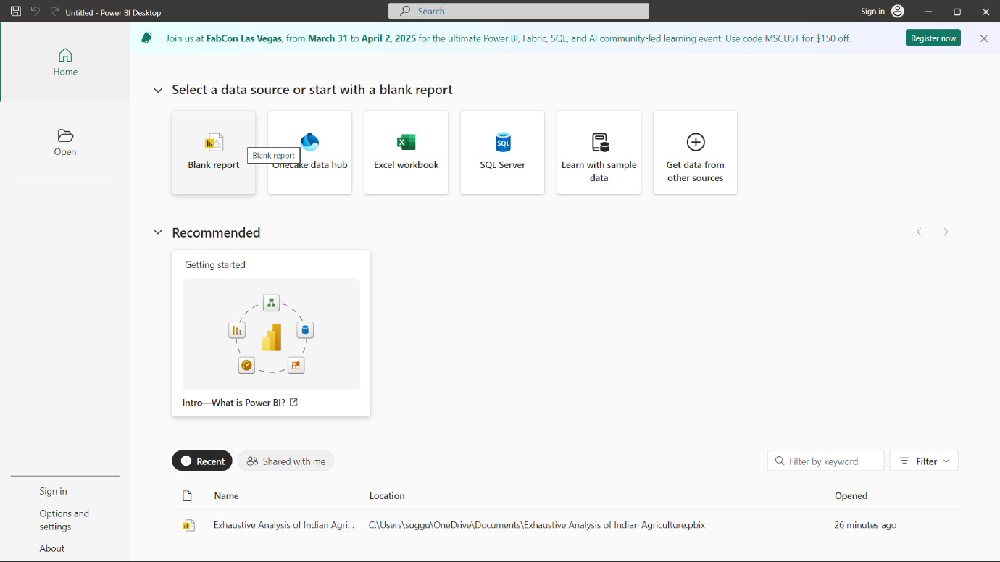 Untitled - Power BI Desktop
Search
Sign in
Join us at FabCon Las Vegas, from March 31 to April 2, 2025 for the ultimate Power BI, Fabric, SQL, and AI community-led learning event. Use code MSCUST for $150 off.
Register now
Home
Open
Select a data source or start with a blank report
Blank report
Blank report
OneLake data hub
Excel workbook
SQL
SQL Server
Learn with sample
data
Get data from
other sources
Recommended
Getting started
Intro—What is Power BI?
Recent
Shared with me
Filter by keyword
Filter
Name
Location
Opened
Exhaustive Analysis of Indian Agri...
C:\Users\suggu\OneDrive\Documents\Exhaustive Analysis of Indian Agriculture.pbix
26 minutes ago
Sign in
Options and
settings
About